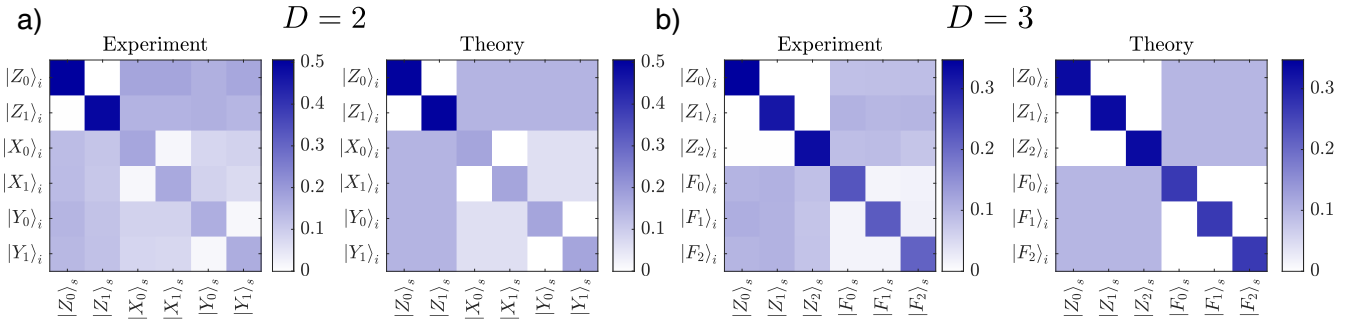 a) D = 2 b) D = 3
Experiment Theory Experiment Theory
|Z₀⟩ᵢ 0.5 |Z₀⟩ᵢ 0.5 |Z₀⟩ᵢ 0.3 |Z₀⟩ᵢ 0.3
|Z₁⟩ᵢ 0.4 |Z₁⟩ᵢ 0.4 |Z₁⟩ᵢ 0.2 |Z₁⟩ᵢ 0.2
|X₀⟩ᵢ 0.3 |X₀⟩ᵢ 0.3 |Z₂⟩ᵢ |Z₂⟩ᵢ
|X₁⟩ᵢ 0.2 |X₁⟩ᵢ 0.2 |F₀⟩ᵢ 0.1 |F₀⟩ᵢ 0.1
|Y₀⟩ᵢ 0.1 |Y₀⟩ᵢ 0.1 |F₁⟩ᵢ |F₁⟩ᵢ
|Y₁⟩ᵢ 0 |Y₁⟩ᵢ 0 |F₂⟩ᵢ 0 |F₂⟩ᵢ 0
|Z₀⟩ₛ |Z₁⟩ₛ |X₀⟩ₛ |X₁⟩ₛ |Y₀⟩ₛ |Y₁⟩ₛ |Z₀⟩ₛ |Z₁⟩ₛ |X₀⟩ₛ |X₁⟩ₛ |Y₀⟩ₛ |Y₁⟩ₛ |Z₀⟩ₛ |Z₁⟩ₛ |Z₂⟩ₛ |F₀⟩ₛ |F₁⟩ₛ |F₂⟩ₛ |Z₀⟩ₛ |Z₁⟩ₛ |Z₂⟩ₛ |F₀⟩ₛ |F₁⟩ₛ |F₂⟩ₛ